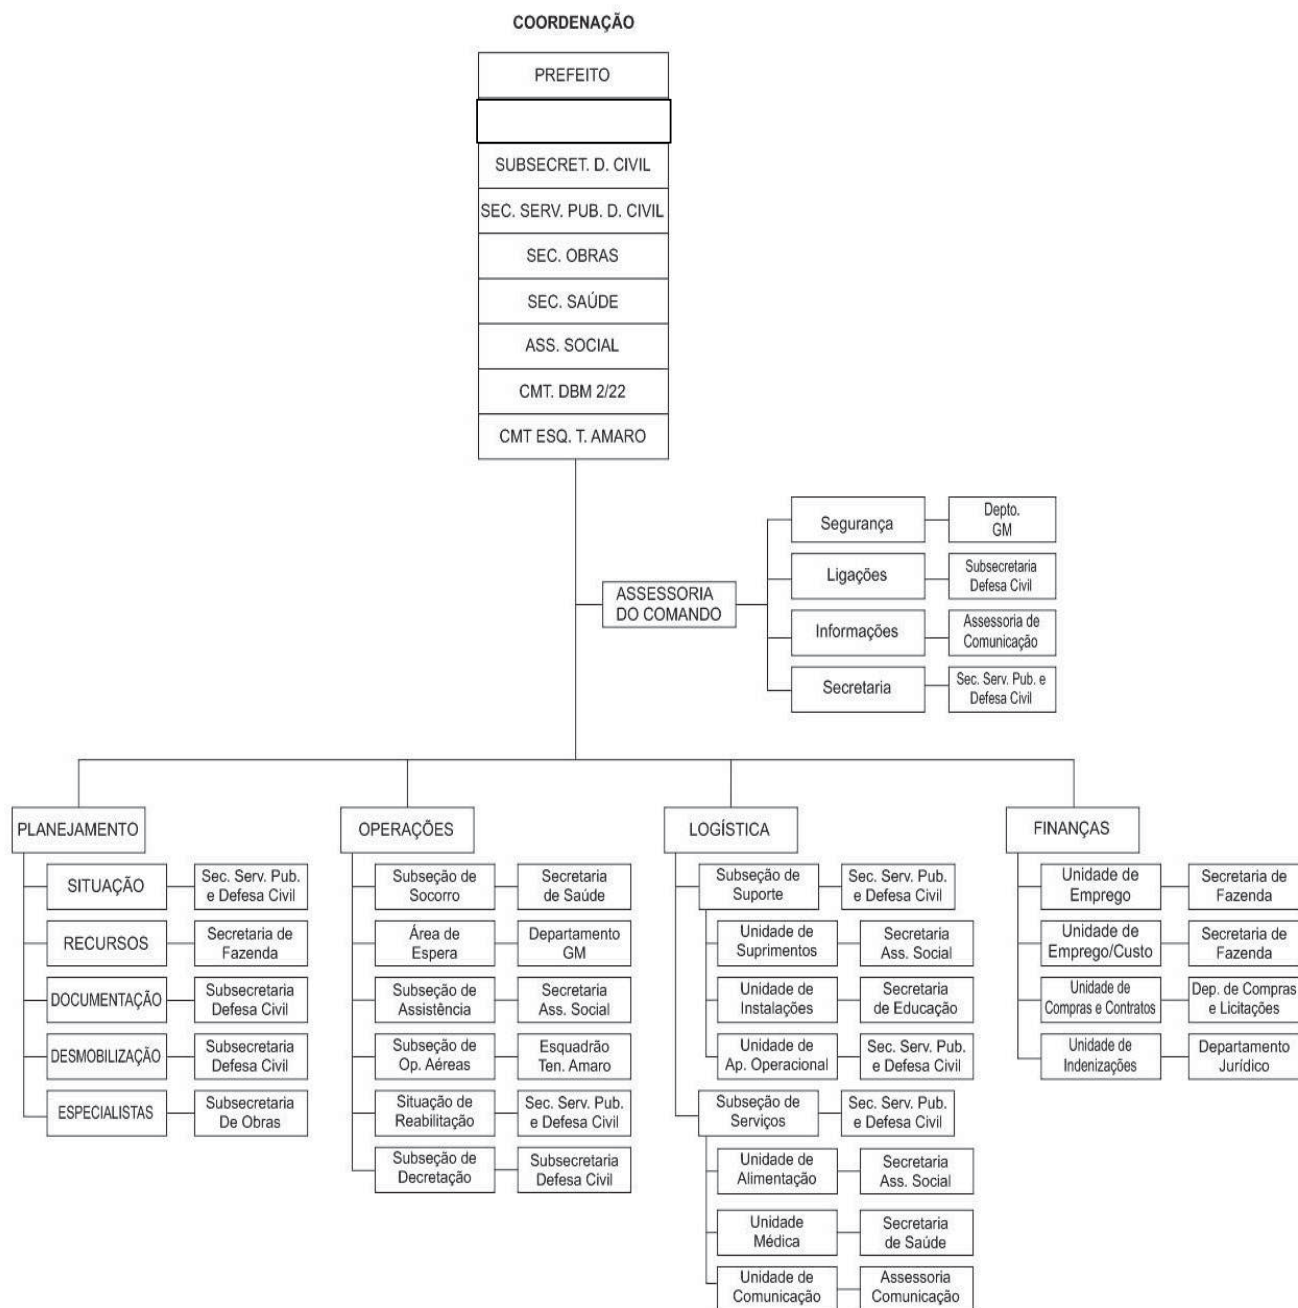 COORDENAÇÃO
PREFEITO
SUBSECRET. D. CIVIL
SEC. SERV. PUB. D. CIVIL
SEC. OBRAS
SEC. SAÚDE
ASS. SOCIAL
CMT. DBM 2/22
CMT ESQ. T. AMARO
ASSESSORIA
DO COMANDO
Segurança
Depto.
GM
Ligações
Subsecretaria
Defesa Civil
Informações
Assessoria de
Comunicação
Secretaria
Sec. Serv. Pub. e
Defesa Civil
PLANEJAMENTO
SITUAÇÃO
Sec. Serv. Pub.
e Defesa Civil
RECURSOS
Secretaria de
Fazenda
DOCUMENTAÇÃO
Subsecretaria
Defesa Civil
DESMOBILIZAÇÃO
Subsecretaria
Defesa Civil
ESPECIALISTAS
Subsecretaria
De Obras
OPERAÇÕES
Subseção de
Socorro
Secretaria
de Saúde
Área de
Espera
Departamento
GM
Subseção de
Assistência
Secretaria
Ass. Social
Subseção de
Op. Aéreas
Esquadrão
Ten. Amaro
Situação de
Reabilitação
Sec. Serv. Pub.
e Defesa Civil
Subseção de
Decretação
Subsecretaria
Defesa Civil
LOGÍSTICA
Subseção de
Suporte
Sec. Serv. Pub.
e Defesa Civil
Unidade de
Suprimentos
Secretaria
Ass. Social
Unidade de
Instalações
Secretaria
de Educação
Unidade de
Ap. Operacional
Sec. Serv. Pub.
e Defesa Civil
Subseção de
Serviços
Sec. Serv. Pub.
e Defesa Civil
Unidade de
Alimentação
Secretaria
Ass. Social
Unidade
Médica
Secretaria
de Saúde
Unidade de
Comunicação
Assessoria
Comunicação
FINANÇAS
Unidade de
Emprego
Secretaria de
Fazenda
Unidade de
Emprego/Custo
Secretaria de
Fazenda
Unidade de
Compras e Contratos
Dep. de Compras
e Licitações
Unidade de
Indenizações
Departamento
Jurídico